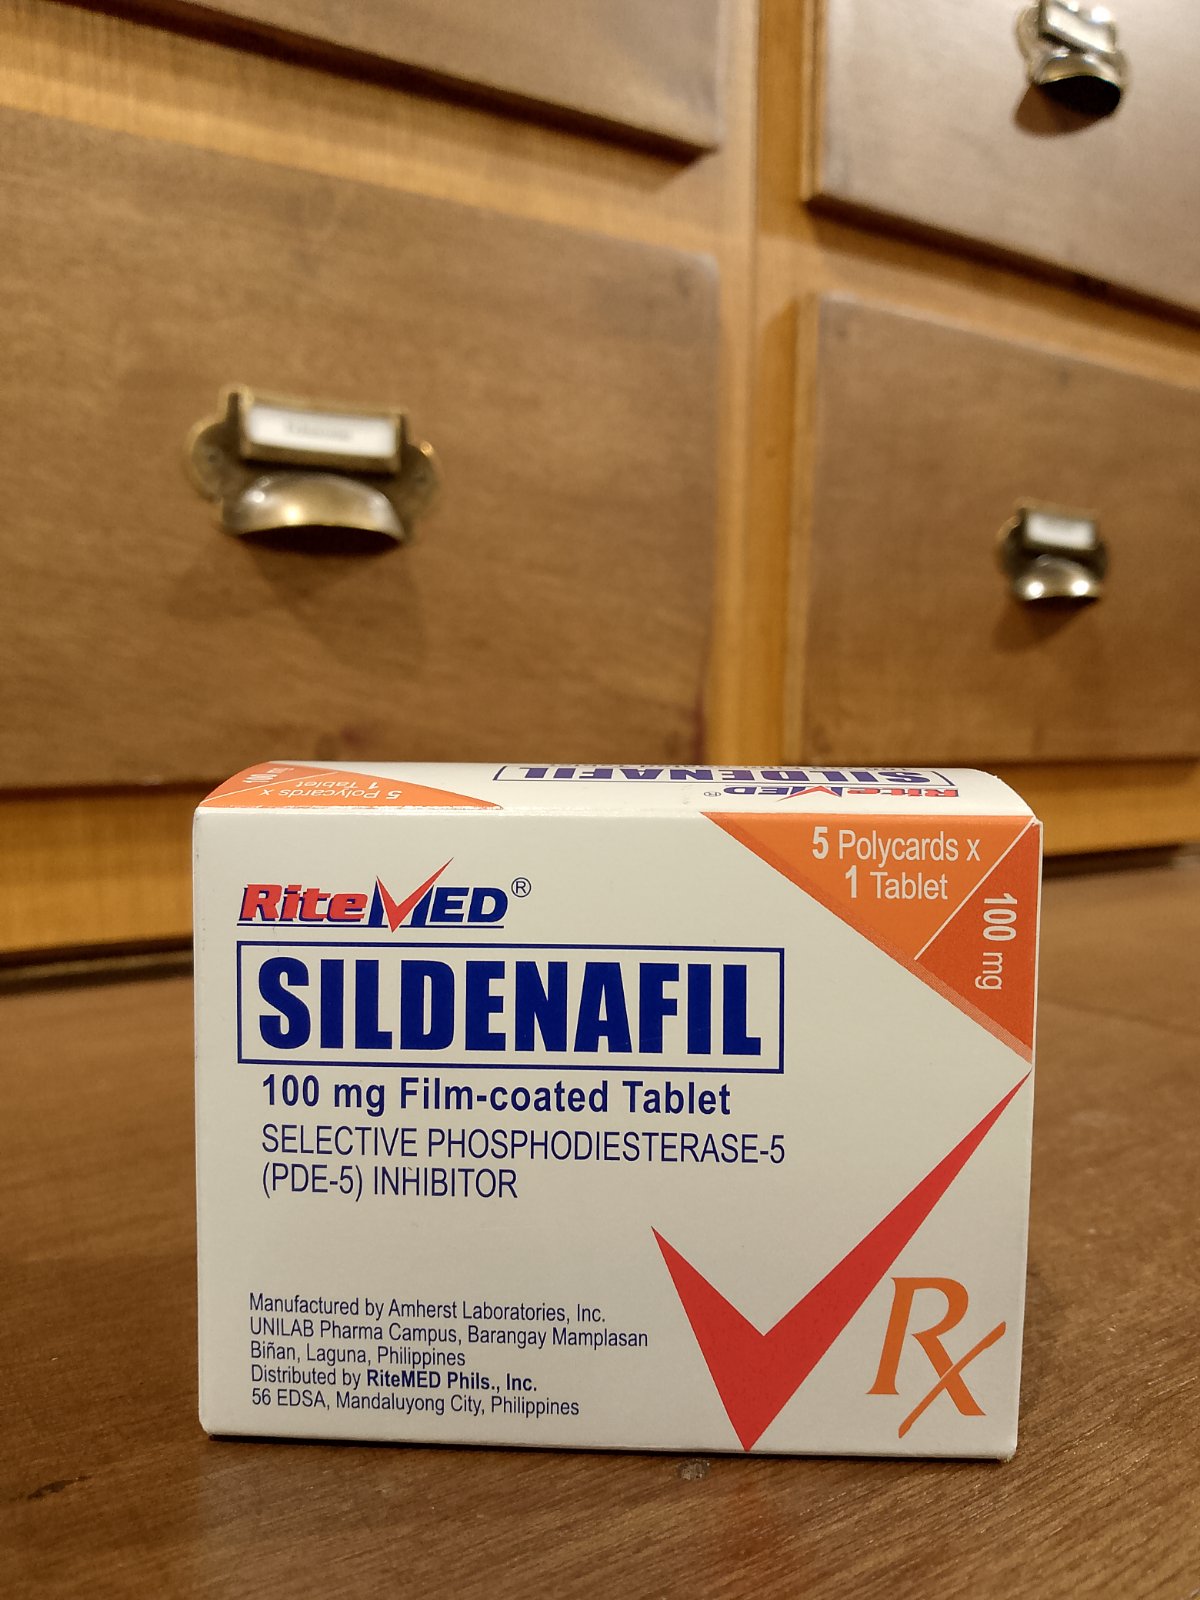 SILDENAFIL
RiteMED®
5 Polycards x
1 Tablet
5 Polycards x
1 Tablet
100 mg
RiteMED®
SILDENAFIL
100 mg Film-coated Tablet
SELECTIVE PHOSPHODIESTERASE-5
(PDE-5) INHIBITOR
Manufactured by Amherst Laboratories, Inc.
UNILAB Pharma Campus, Barangay Mamplasan
Biñan, Laguna, Philippines
Distributed by RiteMED Phils., Inc.
56 EDSA, Mandaluyong City, Philippines
Rx